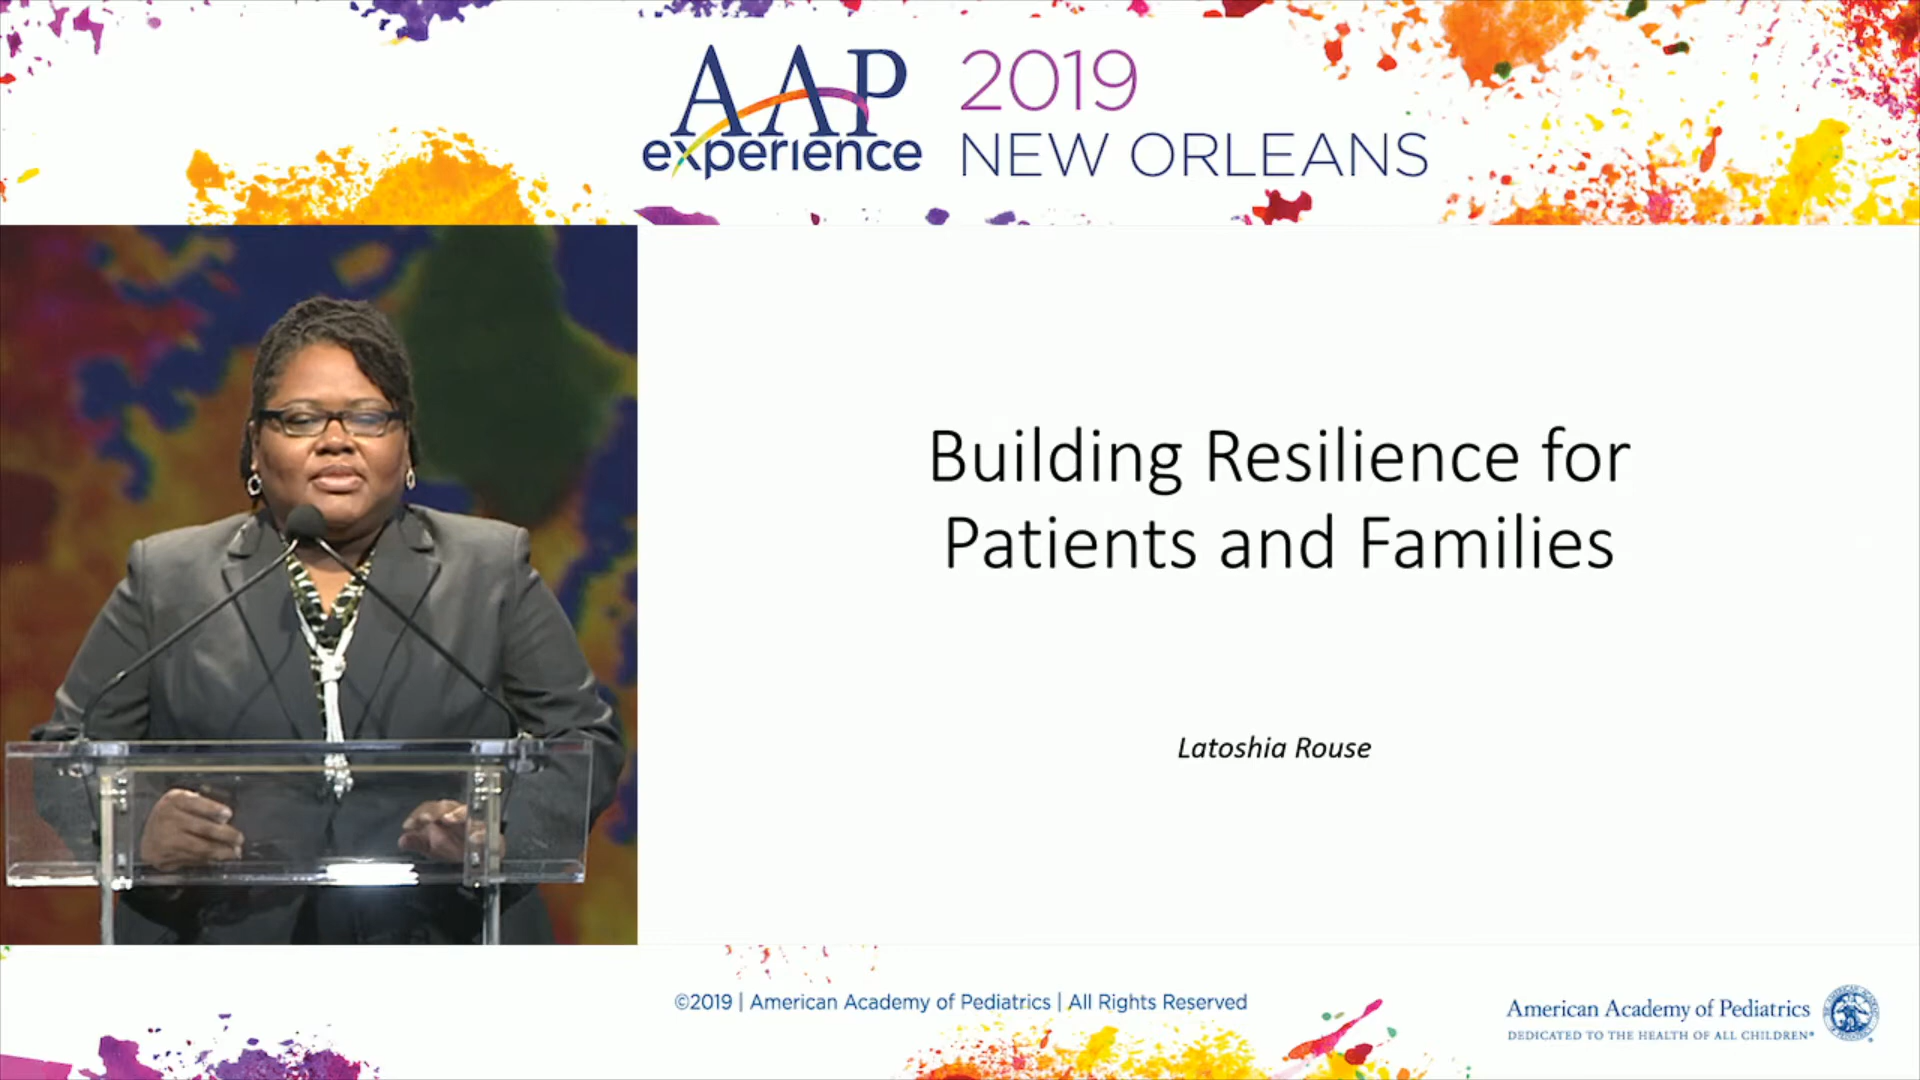 AAP
experience
2019
NEW ORLEANS
Building Resilience for
Patients and Families
Latoshia Rouse
©2019 | American Academy of Pediatrics | All Rights Reserved
American Academy of Pediatrics
DEDICATED TO THE HEALTH OF ALL CHILDREN®